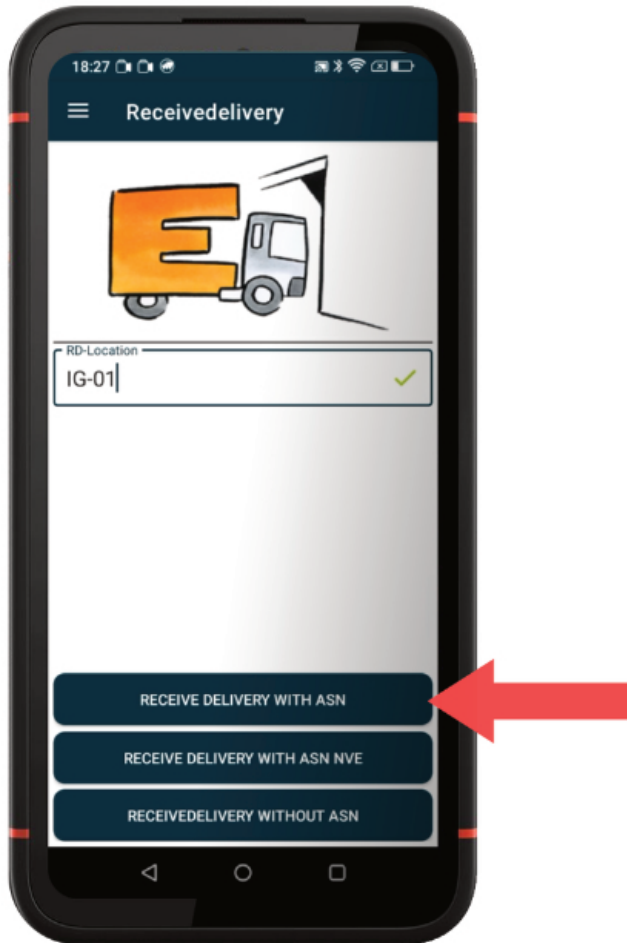 18:27
Receivedelivery
E
RD-Location
IG-01
RECEIVE DELIVERY WITH ASN
RECEIVE DELIVERY WITH ASN NVE
RECEIVEDELIVERY WITHOUT ASN